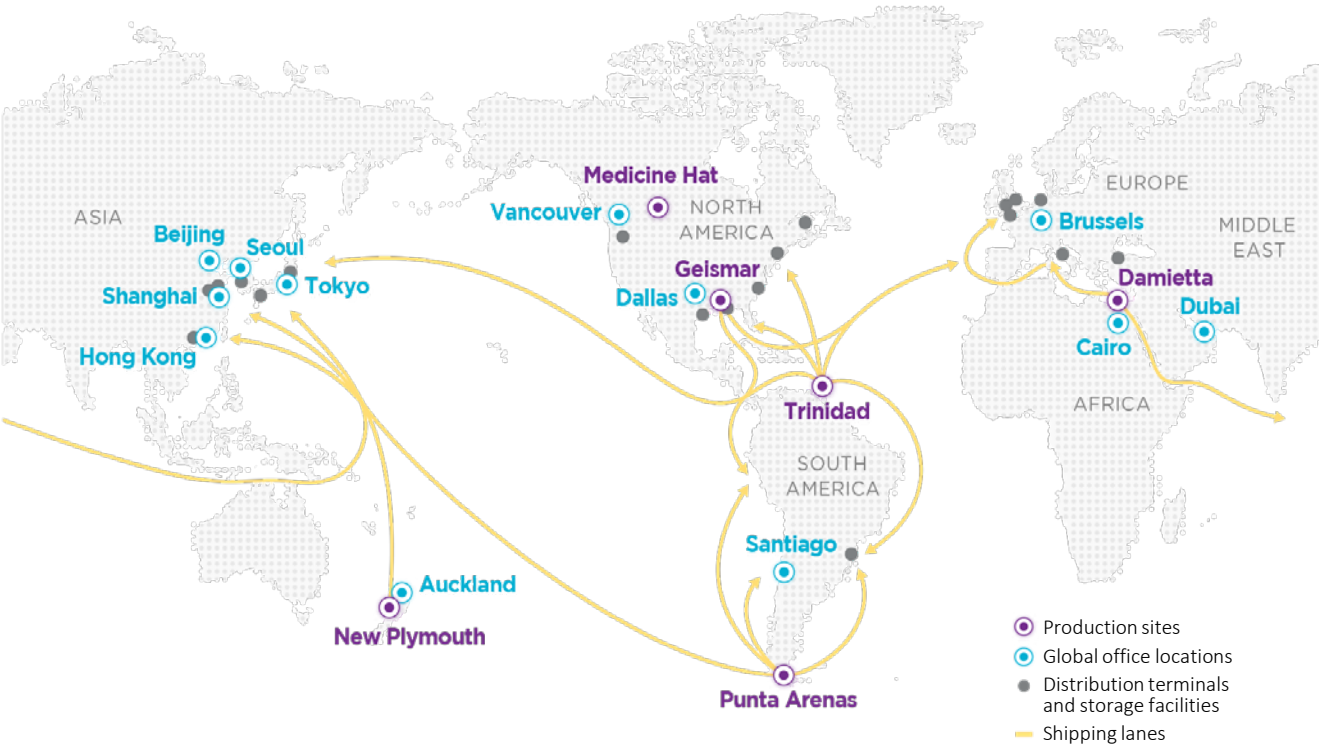 Medicine Hat
Vancouver
NORTH
AMERICA
EUROPE
ASIA
Brussels
MIDDLE
EAST
Beijing
Seoul
Geismar
Damietta
Shanghai
Tokyo
Dallas
Dubai
Hong Kong
Cairo
Trinidad
AFRICA
SOUTH
AMERICA
Santiago
Auckland
New Plymouth
Punta Arenas
Production sites
Global office locations
Distribution terminals
and storage facilities
Shipping lanes